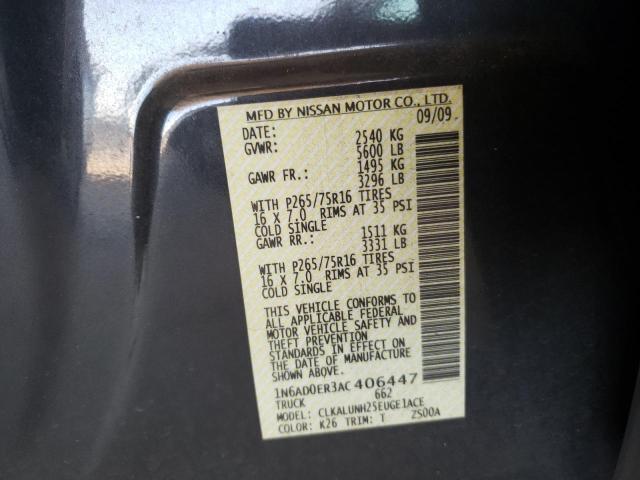 MFD BY NISSAN MOTOR CO., LTD.
DATE: 09/09
GVWR: 2540 KG
5600 LB
GAWR FR.: 1495 KG
3296 LB
WITH P265/75R16 TIRES
16 X 7.0 RIMS AT 35 PSI
COLD SINGLE
GAWR RR.: 1511 KG
3331 LB
WITH P265/75R16 TIRES
16 X 7.0 RIMS AT 35 PSI
COLD SINGLE
THIS VEHICLE CONFORMS TO
ALL APPLICABLE FEDERAL
MOTOR VEHICLE SAFETY AND
THEFT PREVENTION
STANDARDS IN EFFECT ON
THE DATE OF MANUFACTURE
SHOWN ABOVE.
1N6AD0ER3AC406447
TRUCK 662
MODEL: CLKALUNH25EUGE1ACE
COLOR: K26 TRIM: T ZS00A